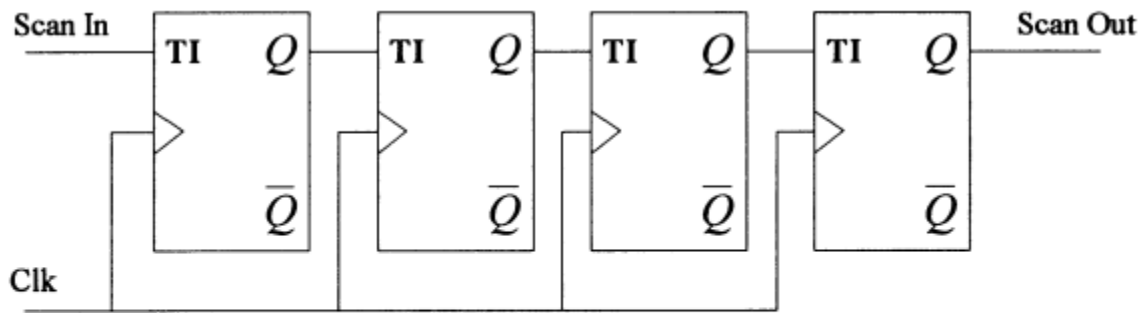 Scan In
Scan Out
TI Q TI Q TI Q TI Q
Q̅ Q̅ Q̅ Q̅
Clk